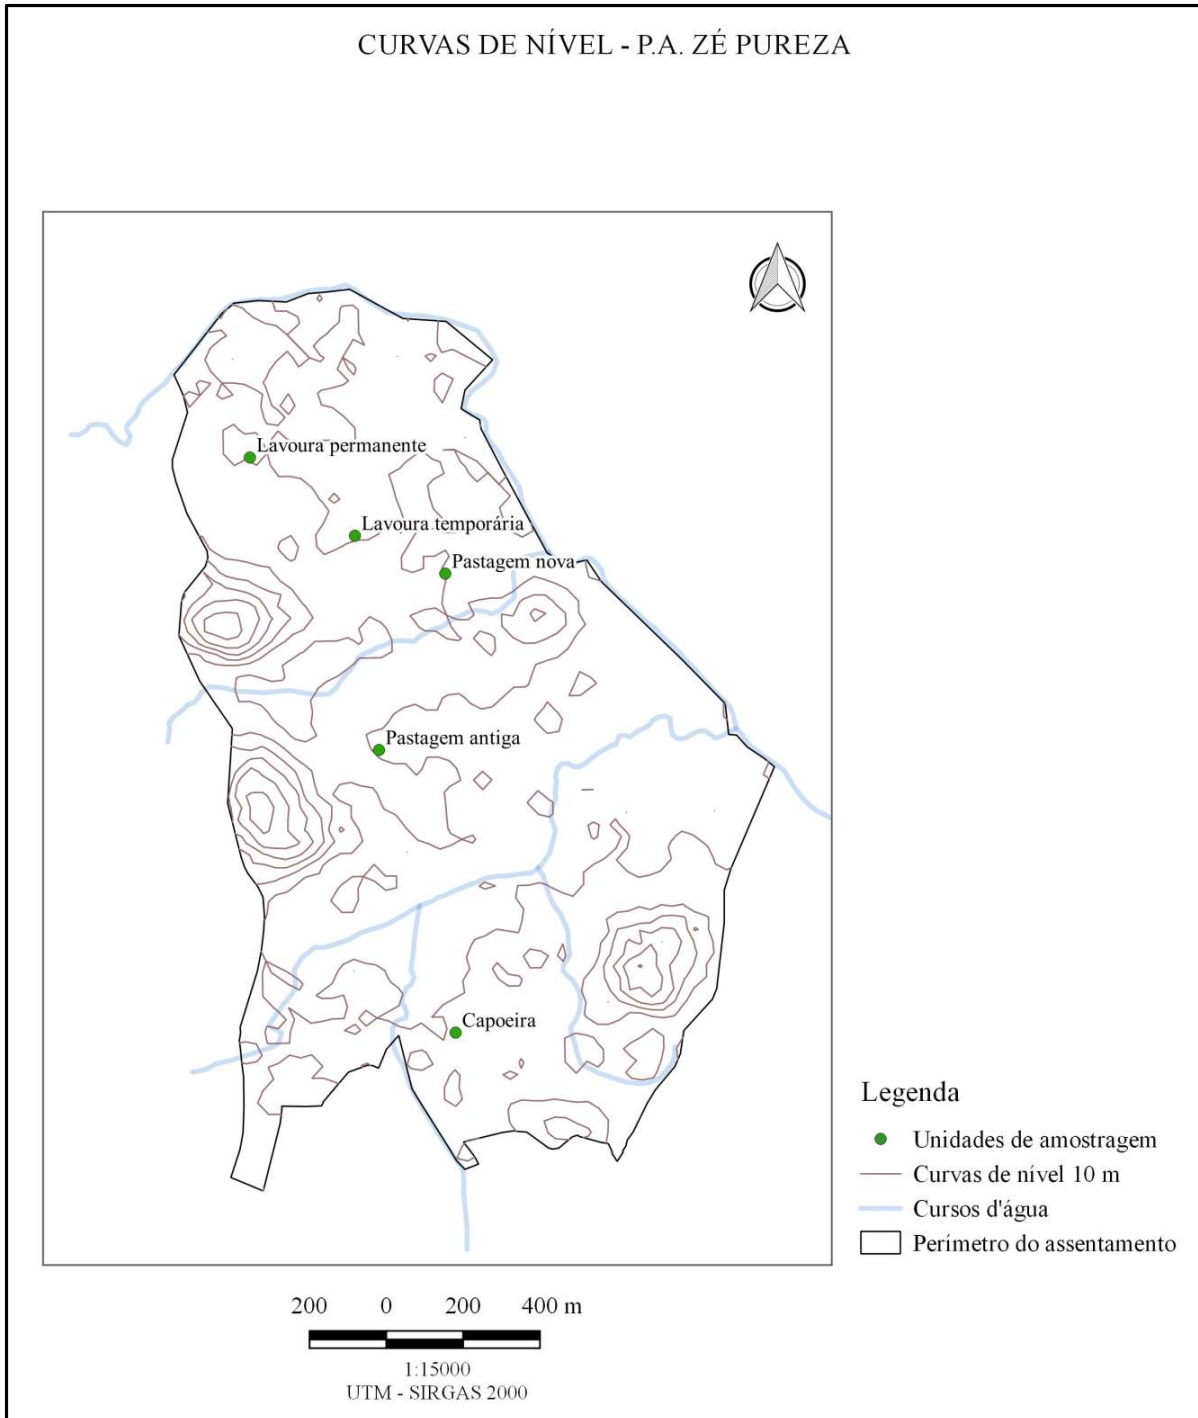 CURVAS DE NÍVEL - P.A. ZÉ PUREZA
Lavoura permanente
Lavoura temporária
Pastagem nova
Pastagem antiga
Capoeira
Legenda
Unidades de amostragem
Curvas de nível 10 m
Cursos d'água
Perímetro do assentamento
200 0 200 400 m
1:15000
UTM - SIRGAS 2000